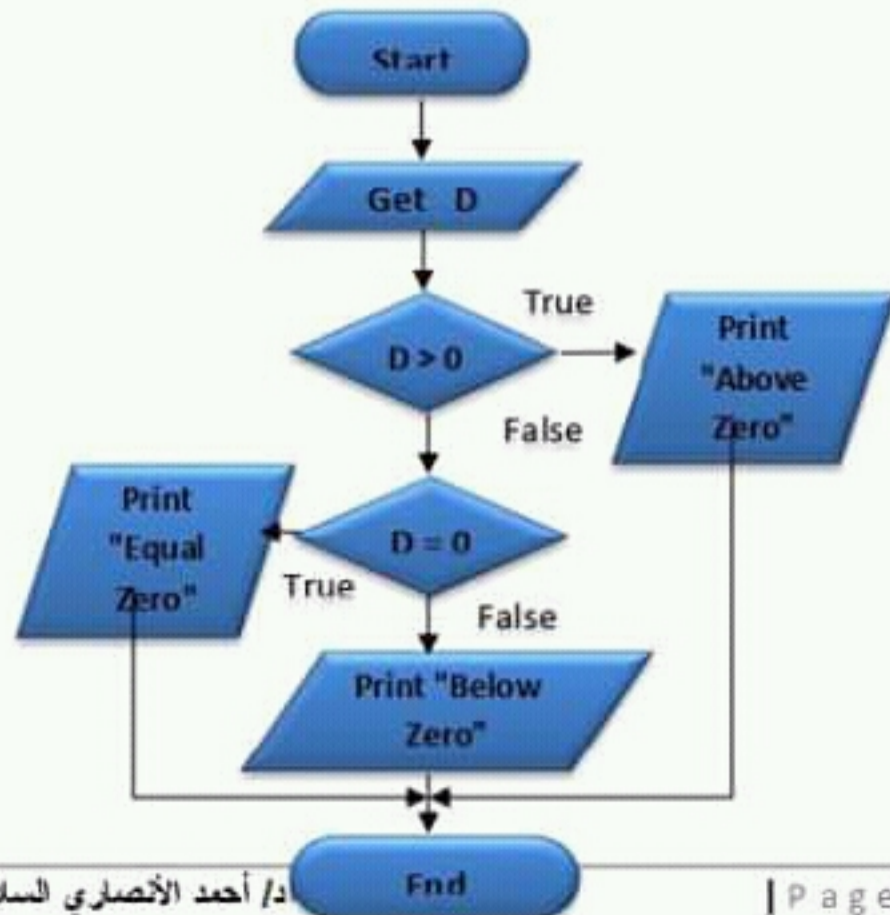 Start
Get D
True
D > 0
Print
"Above
Zero"
False
Print
"Equal
Zero"
D = 0
True
False
Print "Below
Zero"
End
د/ أحمد الأنصاري
| Page